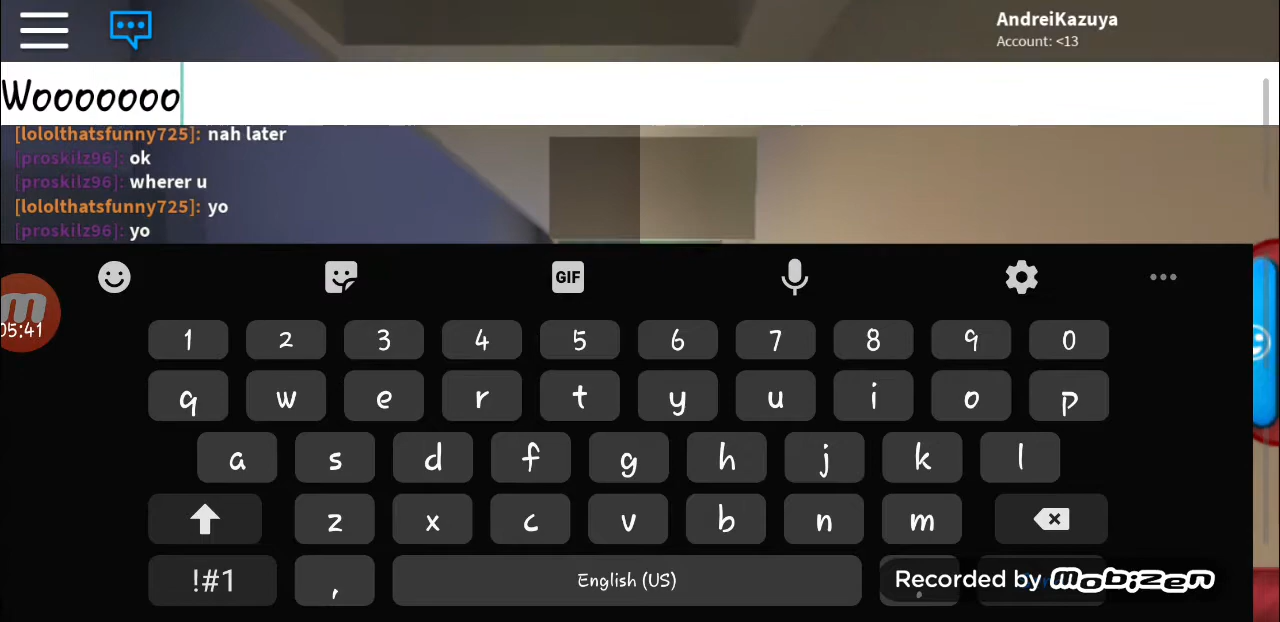 AndreiKazuya
Account: <13
Wooooooo
[lololthatsfunny725]: nah later
[proskilz96]: ok
[proskilz96]: wherer u
[lololthatsfunny725]: yo
[proskilz96]: yo
GIF
05:41
1 2 3 4 5 6 7 8 9 0
q w e r t y u i o p
a s d f g h j k l
z x c v b n m
!#1 , English (US) .
Recorded by mobizen